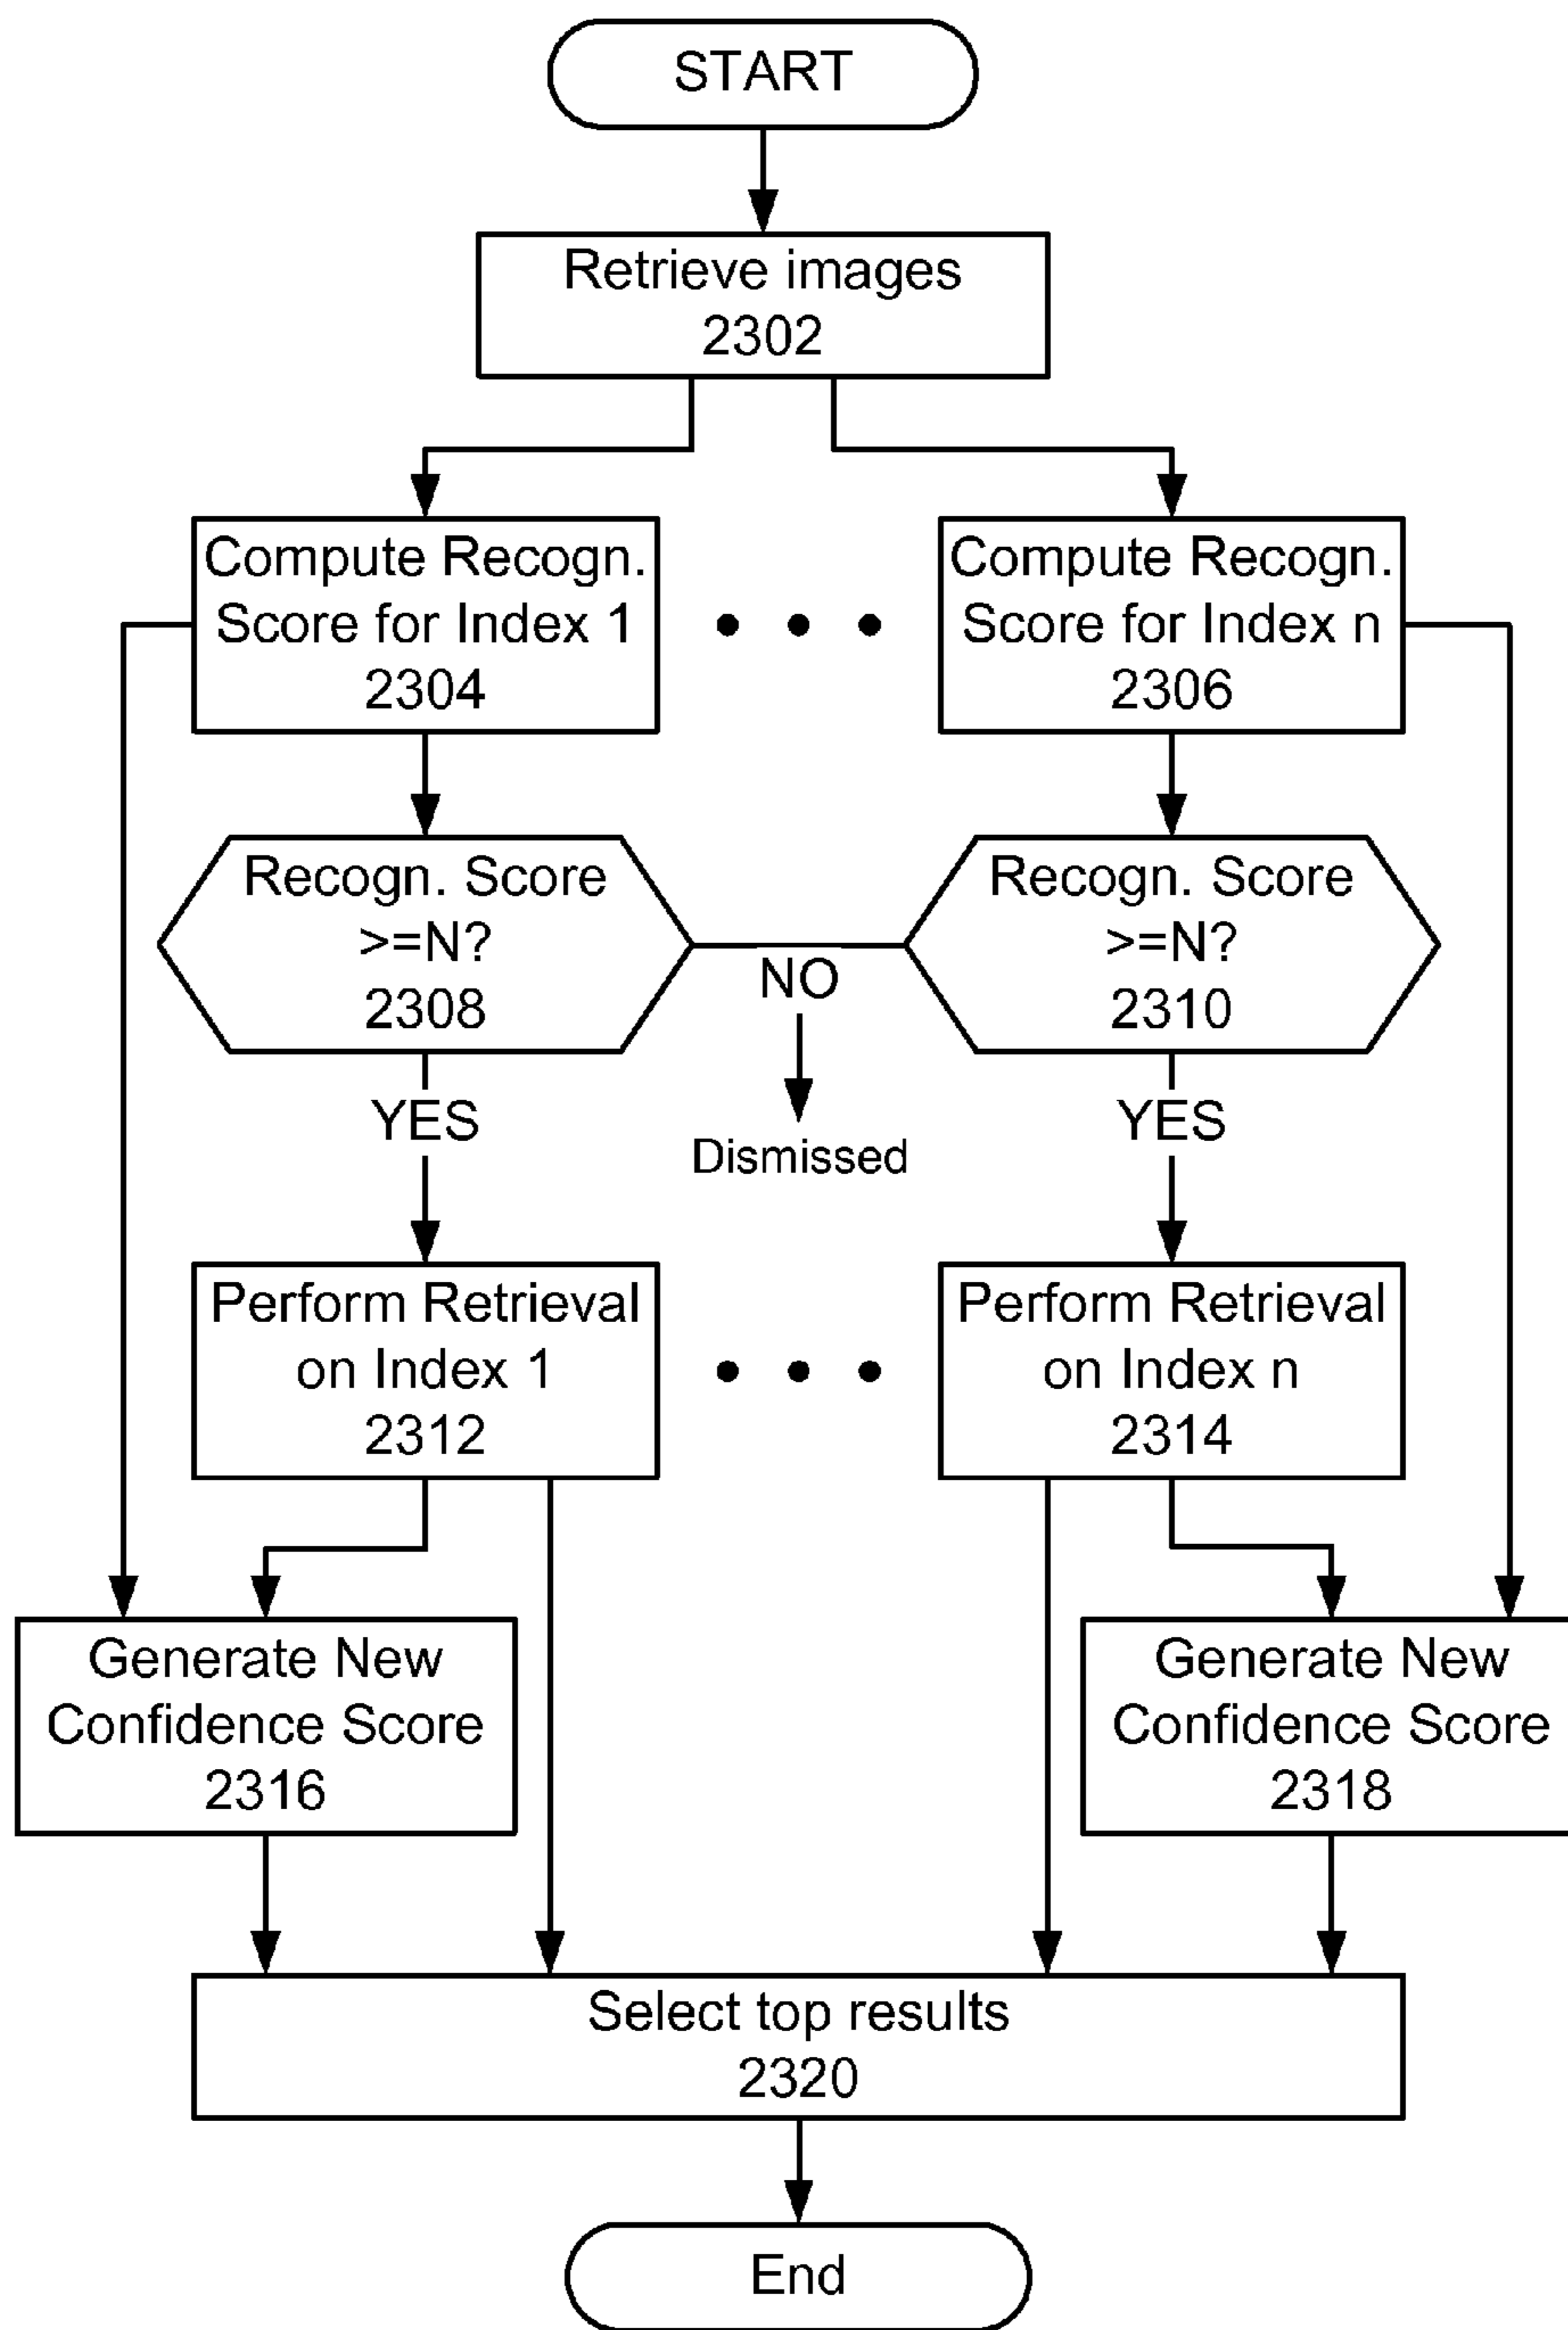 START
Retrieve images
2302
Compute Recogn.
Score for Index 1
2304
Compute Recogn.
Score for Index n
2306
Recogn. Score
>=N?
2308
NO
Recogn. Score
>=N?
2310
YES
Dismissed
YES
Perform Retrieval
on Index 1
2312
Perform Retrieval
on Index n
2314
Generate New
Confidence Score
2316
Generate New
Confidence Score
2318
Select top results
2320
End